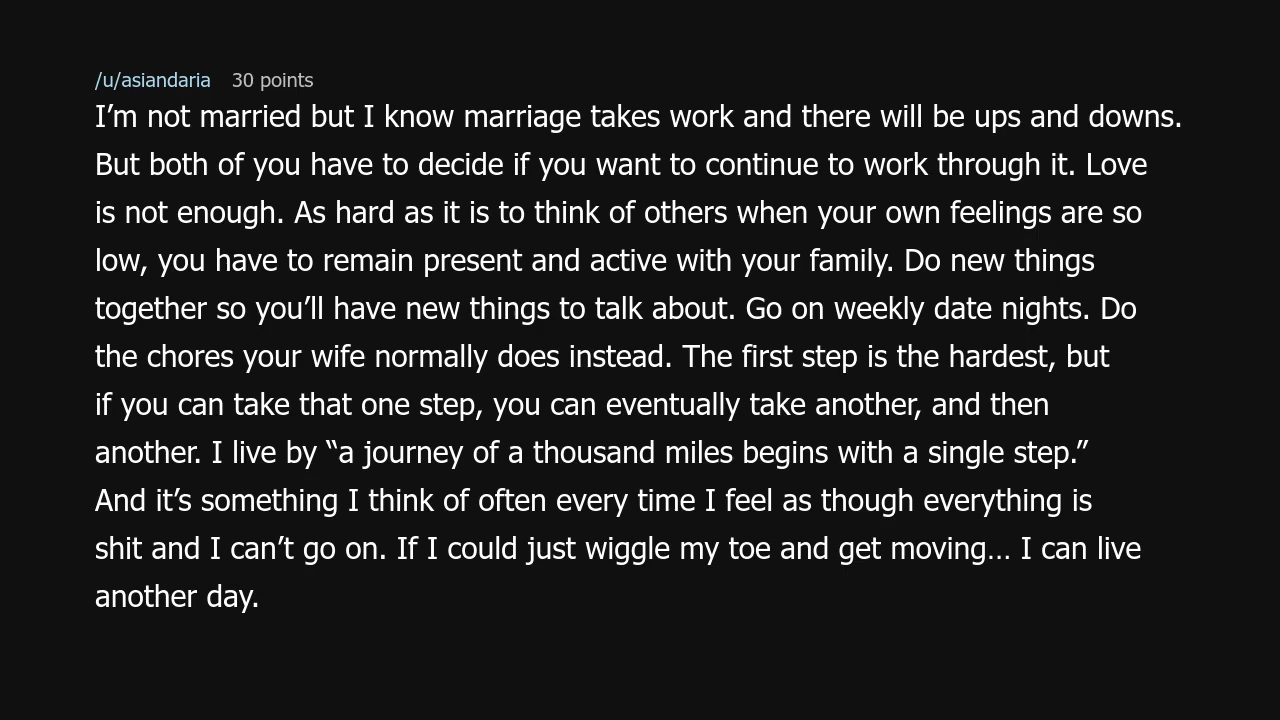 /u/asiandaria 30 points
I’m not married but I know marriage takes work and there will be ups and downs.
But both of you have to decide if you want to continue to work through it. Love
is not enough. As hard as it is to think of others when your own feelings are so
low, you have to remain present and active with your family. Do new things
together so you’ll have new things to talk about. Go on weekly date nights. Do
the chores your wife normally does instead. The first step is the hardest, but
if you can take that one step, you can eventually take another, and then
another. I live by “a journey of a thousand miles begins with a single step.”
And it’s something I think of often every time I feel as though everything is
shit and I can’t go on. If I could just wiggle my toe and get moving… I can live
another day.